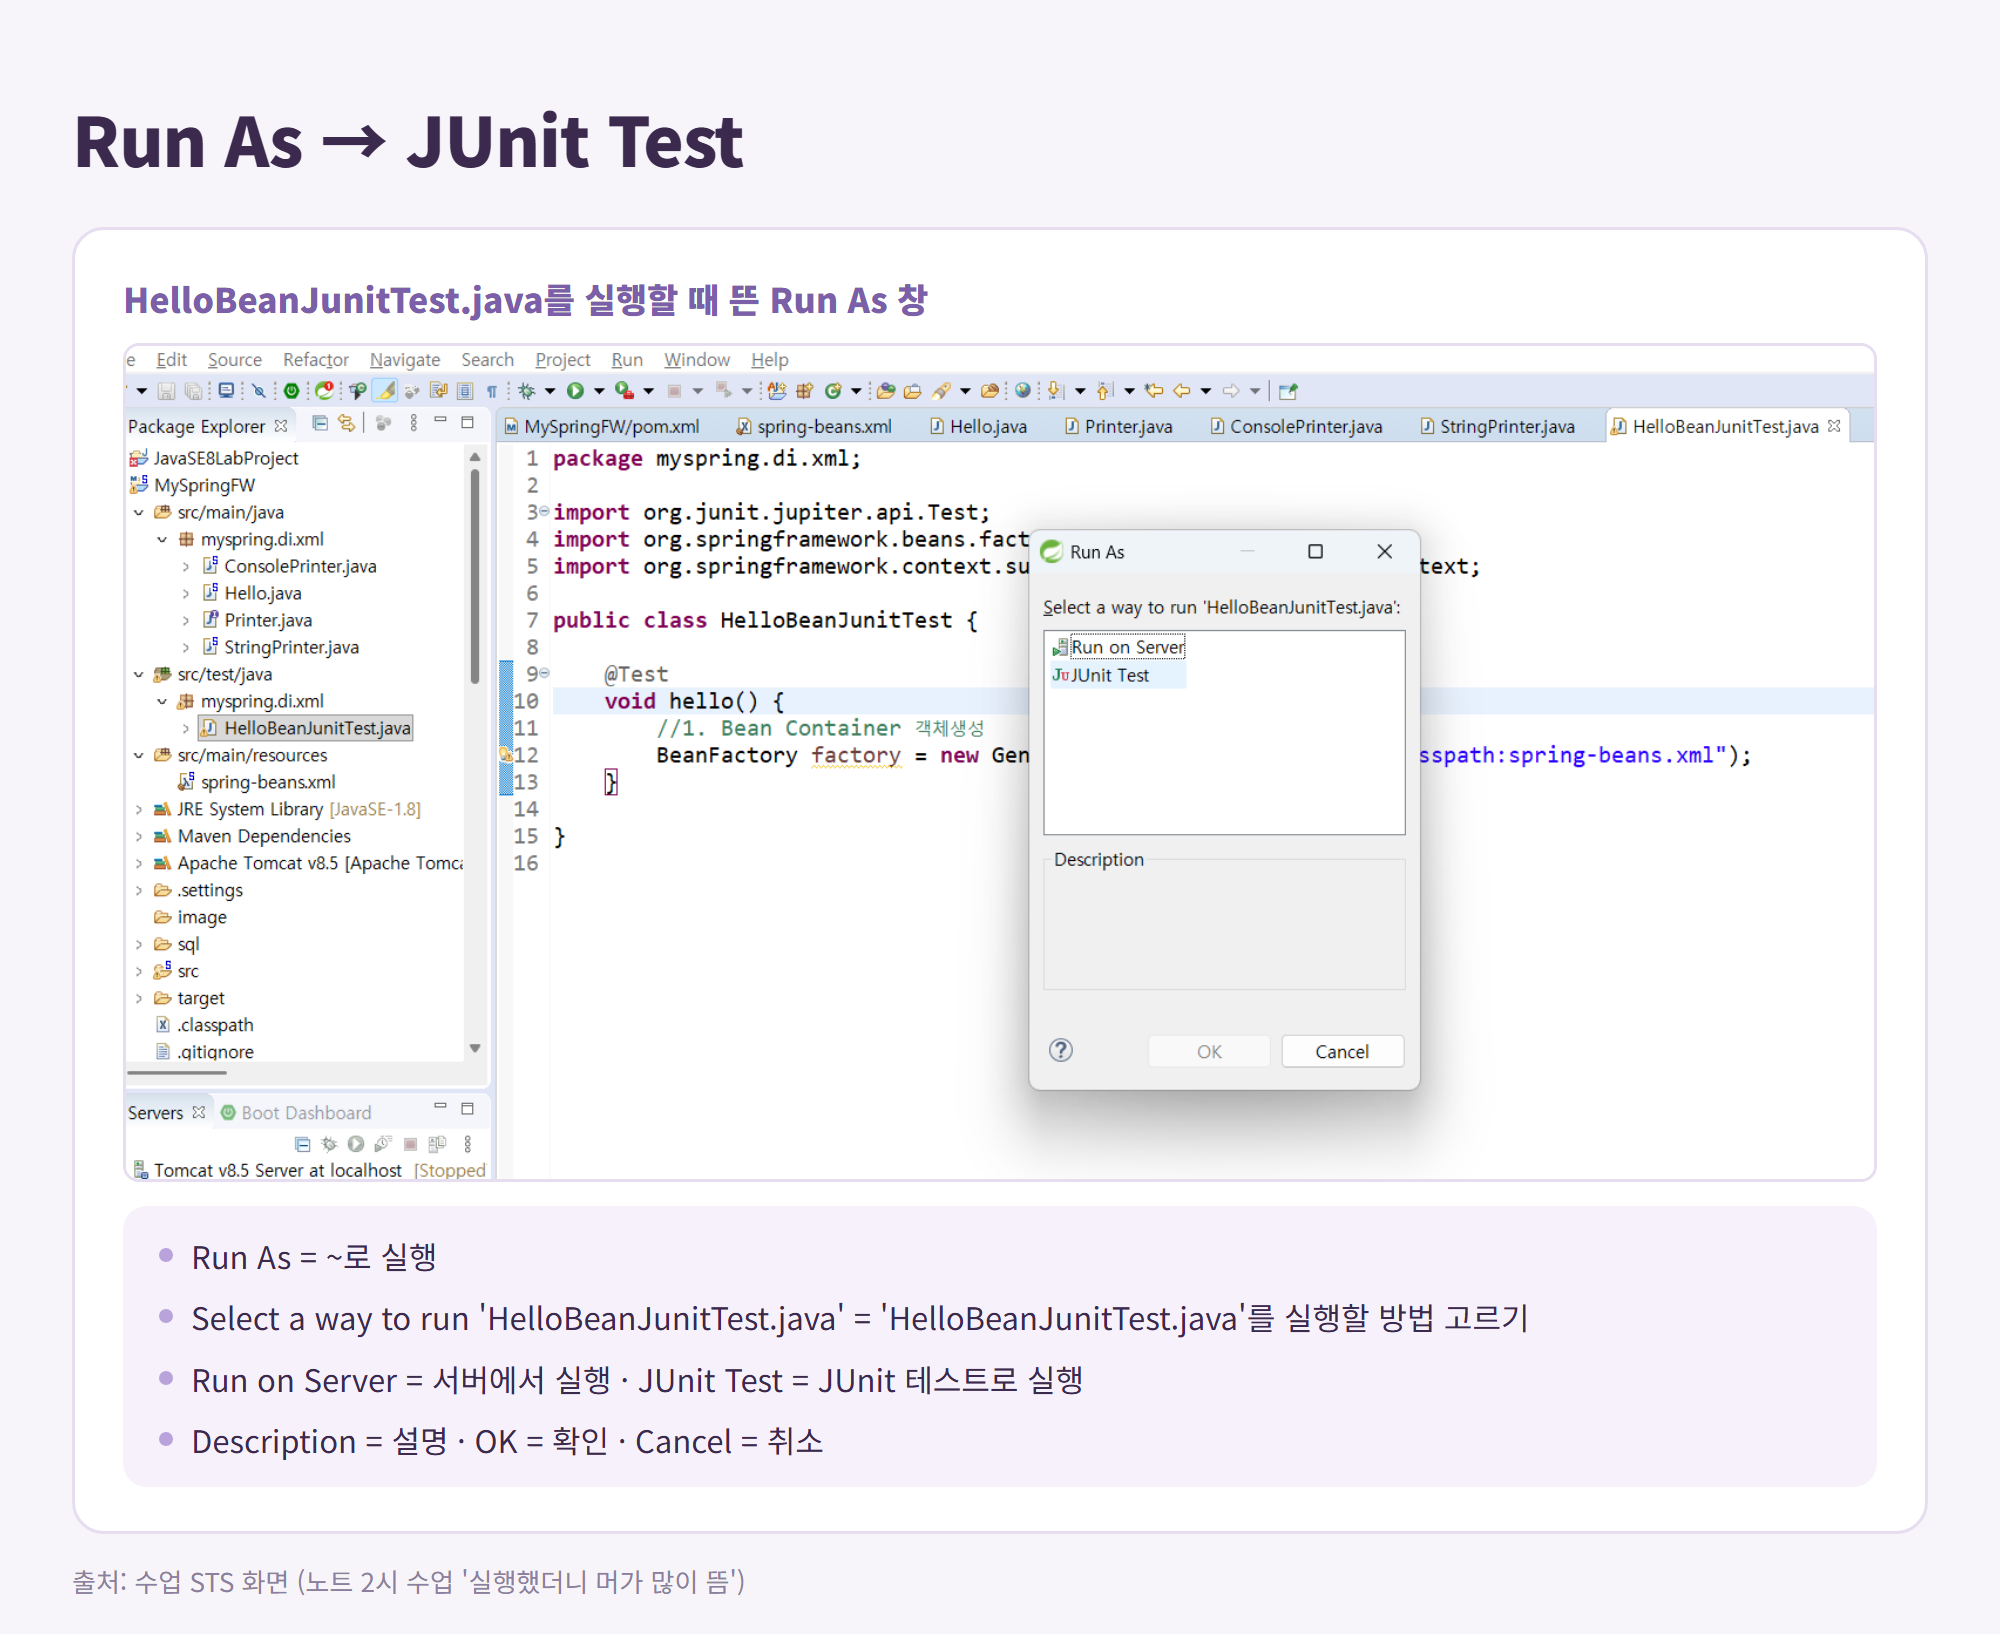 Run As → JUnit Test
HelloBeanJunitTest.java를 실행할 때 뜬 Run As 창
e Edit Source Refactor Navigate Search Project Run Window Help
Package Explorer
MySpringFW/pom.xml spring-beans.xml Hello.java Printer.java ConsolePrinter.java StringPrinter.java HelloBeanJunitTest.java
JavaSE8LabProject
MySpringFW
src/main/java
myspring.di.xml
ConsolePrinter.java
Hello.java
Printer.java
StringPrinter.java
src/test/java
myspring.di.xml
HelloBeanJunitTest.java
src/main/resources
spring-beans.xml
JRE System Library [JavaSE-1.8]
Maven Dependencies
Apache Tomcat v8.5 [Apache Tomca
.settings
image
sql
src
target
.classpath
.gitignore
Servers Boot Dashboard
Tomcat v8.5 Server at localhost [Stopped
1 package myspring.di.xml;
2
3 import org.junit.jupiter.api.Test;
4 import org.springframework.beans.fact
5 import org.springframework.context.su text;
6
7 public class HelloBeanJunitTest {
8
9 @Test
10 void hello() {
11 //1. Bean Container 객체생성
12 BeanFactory factory = new Gen sspath:spring-beans.xml");
13 }
14
15 }
16
Run As
Select a way to run 'HelloBeanJunitTest.java':
Run on Server
JUnit Test
Description
OK Cancel
Run As = ~로 실행
Select a way to run 'HelloBeanJunitTest.java' = 'HelloBeanJunitTest.java'를 실행할 방법 고르기
Run on Server = 서버에서 실행 · JUnit Test = JUnit 테스트로 실행
Description = 설명 · OK = 확인 · Cancel = 취소
출처: 수업 STS 화면 (노트 2시 수업 '실행했더니 머가 많이 뜸')